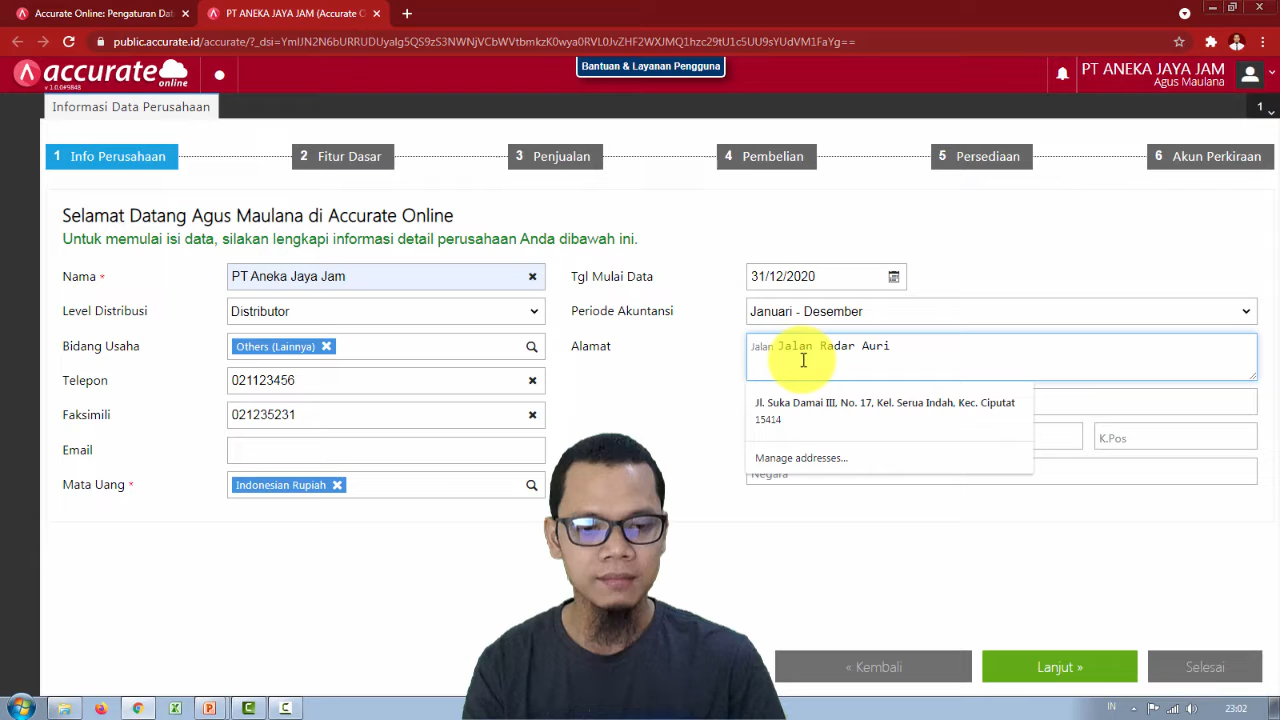 Accurate Online: Pengaturan Dat
PT ANEKA JAYA JAM (Accurate O
public.accurate.id/accurate/?_dsi=
Bantuan & Layanan Pengguna
accurate
online
v 1.0.6#9848
PT ANEKA JAYA JAM
Agus Maulana
Informasi Data Perusahaan
1
1 Info Perusahaan
2 Fitur Dasar
3 Penjualan
4 Pembelian
5 Persediaan
6 Akun Perkiraan
Selamat Datang Agus Maulana di Accurate Online
Untuk memulai isi data, silakan lengkapi informasi detail perusahaan Anda dibawah ini.
Nama * PT Aneka Jaya Jam
Tgl Mulai Data 31/12/2020
Level Distribusi Distributor
Periode Akuntansi Januari - Desember
Bidang Usaha Others (Lainnya)
Alamat Jalan Jalan Radar Auri
Telepon 021123456
Jl. Suka Damai III, No. 17, Kel. Serua Indah, Kec. Ciputat
15414
Faksimili 021235231
K.Pos
Email
Manage addresses...
Negara
Mata Uang * Indonesian Rupiah
« Kembali
Lanjut »
Selesai
IN
23:02